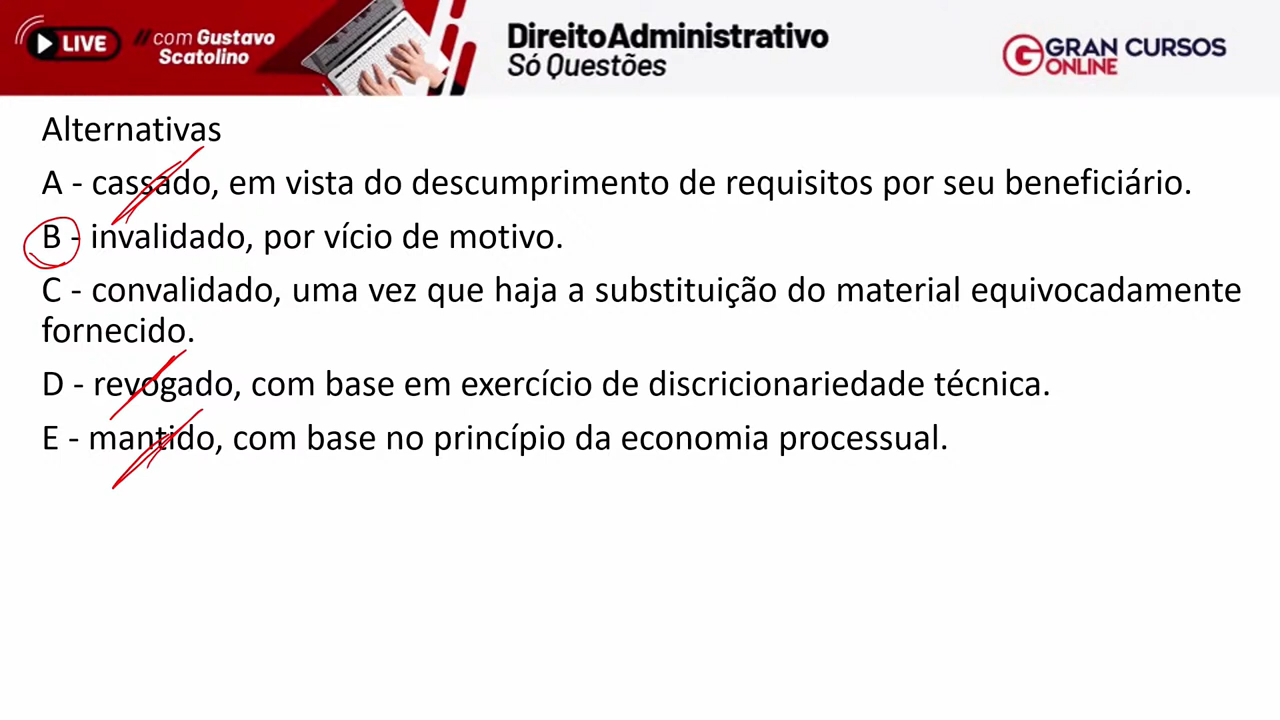 LIVE
// com Gustavo
Scatolino
Direito Administrativo
Só Questões
GRAN CURSOS
ONLINE
Alternativas
A - cassado, em vista do descumprimento de requisitos por seu beneficiário.
B - invalidado, por vício de motivo.
C - convalidado, uma vez que haja a substituição do material equivocadamente
fornecido.
D - revogado, com base em exercício de discricionariedade técnica.
E - mantido, com base no princípio da economia processual.